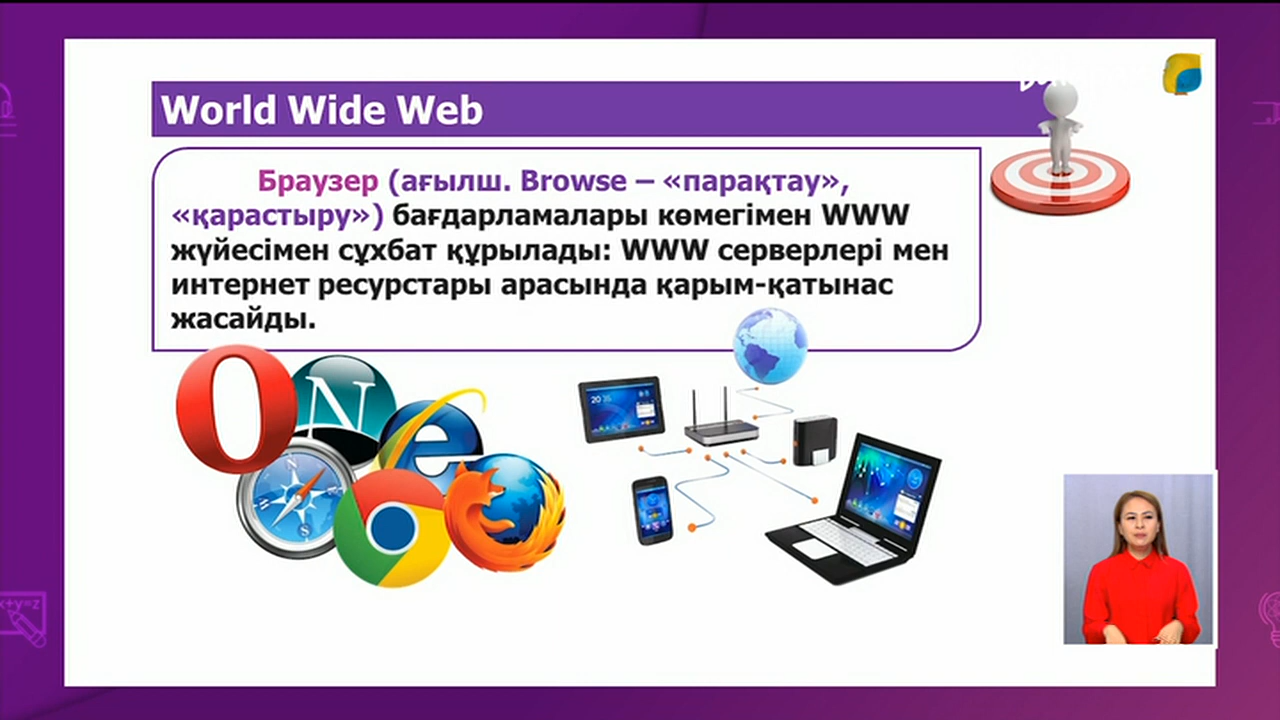 World Wide Web
Браузер (ағылш. Browse – «парақтау»,
«қарастыру») бағдарламалары көмегімен WWW
жүйесімен сұхбат құрылады: WWW серверлері мен
интернет ресурстары арасында қарым-қатынас
жасайды.
N
S
x+y=z